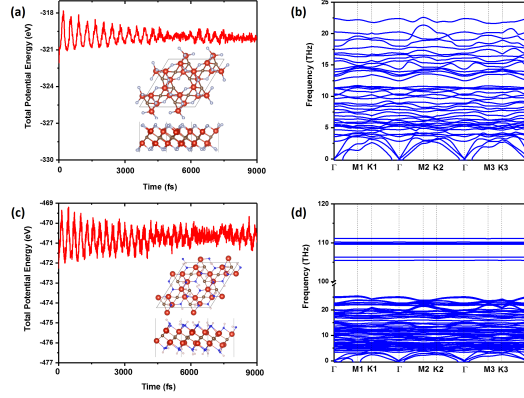 (a)
Total Potential Energy (eV)
-318
-321
-324
-327
-330
0 3000 6000 9000
Time (fs)
(b)
Frequency (THz)
25
20
15
10
5
0
Γ M1 K1 Γ M2 K2 Γ M3 K3
(c)
Total Potential Energy (eV)
-469
-470
-471
-472
-473
-474
-475
-476
-477
0 3000 6000 9000
Time (fs)
(d)
Frequency (THz)
120
110
100
20
10
0
Γ M1 K1 Γ M2 K2 Γ M3 K3